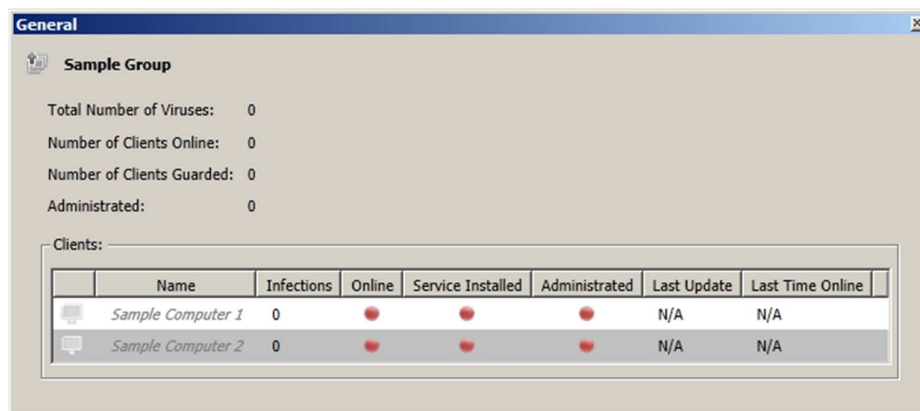 General
Sample Group
Total Number of Viruses: 0
Number of Clients Online: 0
Number of Clients Guarded: 0
Administrated: 0
Clients:
Name Infections Online Service Installed Administrated Last Update Last Time Online
Sample Computer 1 0 N/A N/A
Sample Computer 2 0 N/A N/A